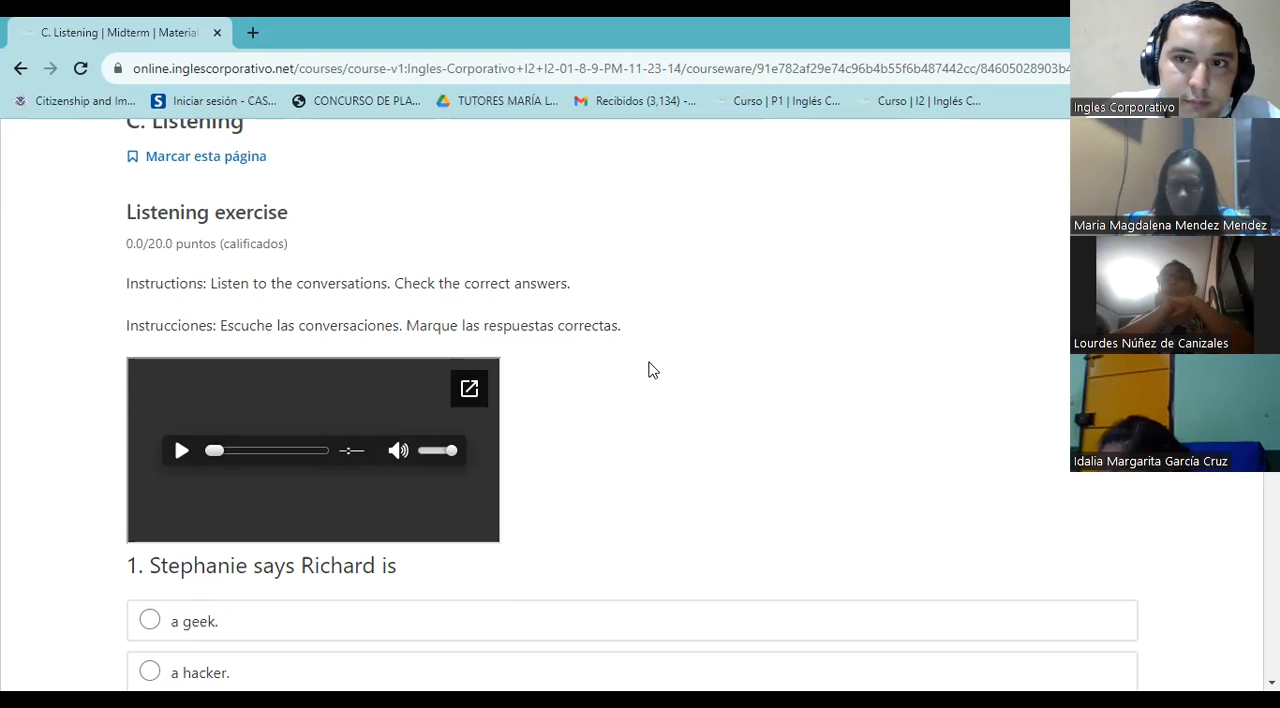 C. Listening | Midterm | Material
online.inglescorporativo.net/courses/course-v1:Ingles-Corporativo+I2+I2-01-8-9-PM-11-23-14/courseware/91e782af29e74c96b4b55f6b487442cc/84605028903b4
Citizenship and Im... Iniciar sesión - CAS... CONCURSO DE PLA... TUTORES MARÍA L... Recibidos (3,134) -... Curso | P1 | Inglés C... Curso | I2 | Inglés C...
Ingles Corporativo
C. Listening
Marcar esta página
Maria Magdalena Mendez Mendez
Listening exercise
0.0/20.0 puntos (calificados)
Instructions: Listen to the conversations. Check the correct answers.
Instrucciones: Escuche las conversaciones. Marque las respuestas correctas.
Lourdes Núñez de Canizales
Idalia Margarita García Cruz
1. Stephanie says Richard is
a geek.
a hacker.